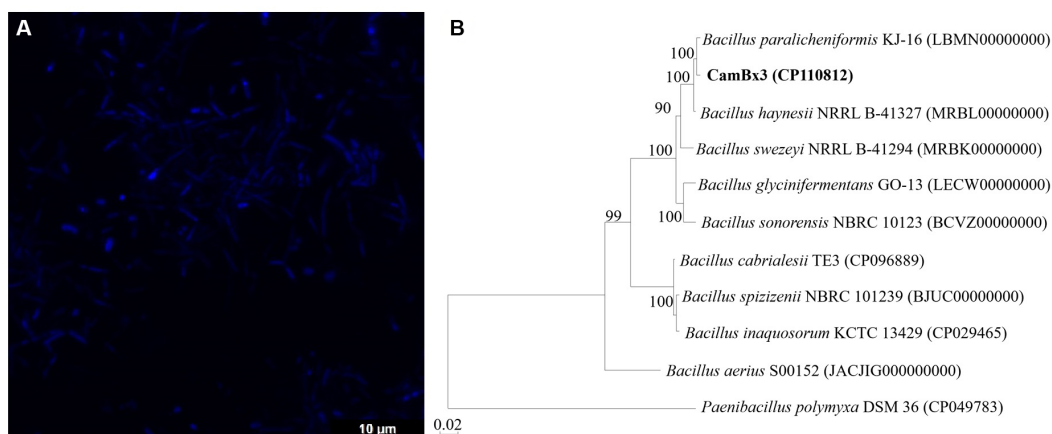 A
B
100
Bacillus paralicheniformis KJ-16 (LBMN00000000)
100
CamBx3 (CP110812)
90
Bacillus haynesii NRRL B-41327 (MRBL00000000)
100
Bacillus swezeyi NRRL B-41294 (MRBK00000000)
Bacillus glycinifermentans GO-13 (LECW00000000)
100
Bacillus sonorensis NBRC 10123 (BCVZ00000000)
99
Bacillus cabrialesii TE3 (CP096889)
100
Bacillus spizizenii NBRC 101239 (BJUC00000000)
Bacillus inaquosorum KCTC 13429 (CP029465)
Bacillus aerius S00152 (JACJIG000000000)
Paenibacillus polymyxa DSM 36 (CP049783)
10 µm
0.02